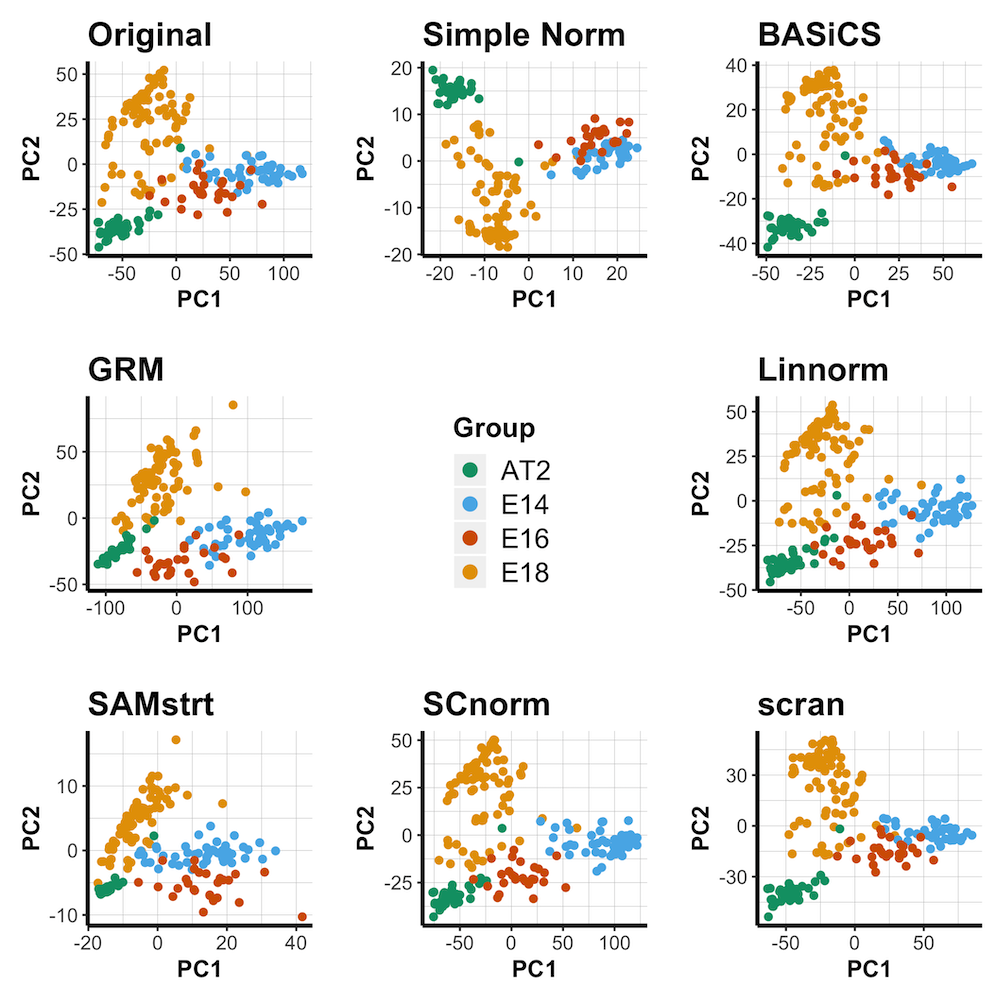 Original
50
25
0
-25
-50
PC2
-50
0
50
100
PC1
Simple Norm
20
10
0
-10
-20
PC2
-20
-10
0
10
20
PC1
BASiCS
40
20
0
-20
-40
PC2
-50
-25
0
25
50
PC1
GRM
50
0
-50
PC2
-100
0
100
PC1
Group
AT2
E14
E16
E18
Linnorm
50
25
0
-25
-50
PC2
-50
0
50
100
PC1
SAMstrt
10
0
-10
PC2
-20
0
20
40
PC1
SCnorm
50
25
0
-25
PC2
-50
0
50
100
PC1
scran
30
0
-30
PC2
-50
0
50
PC1